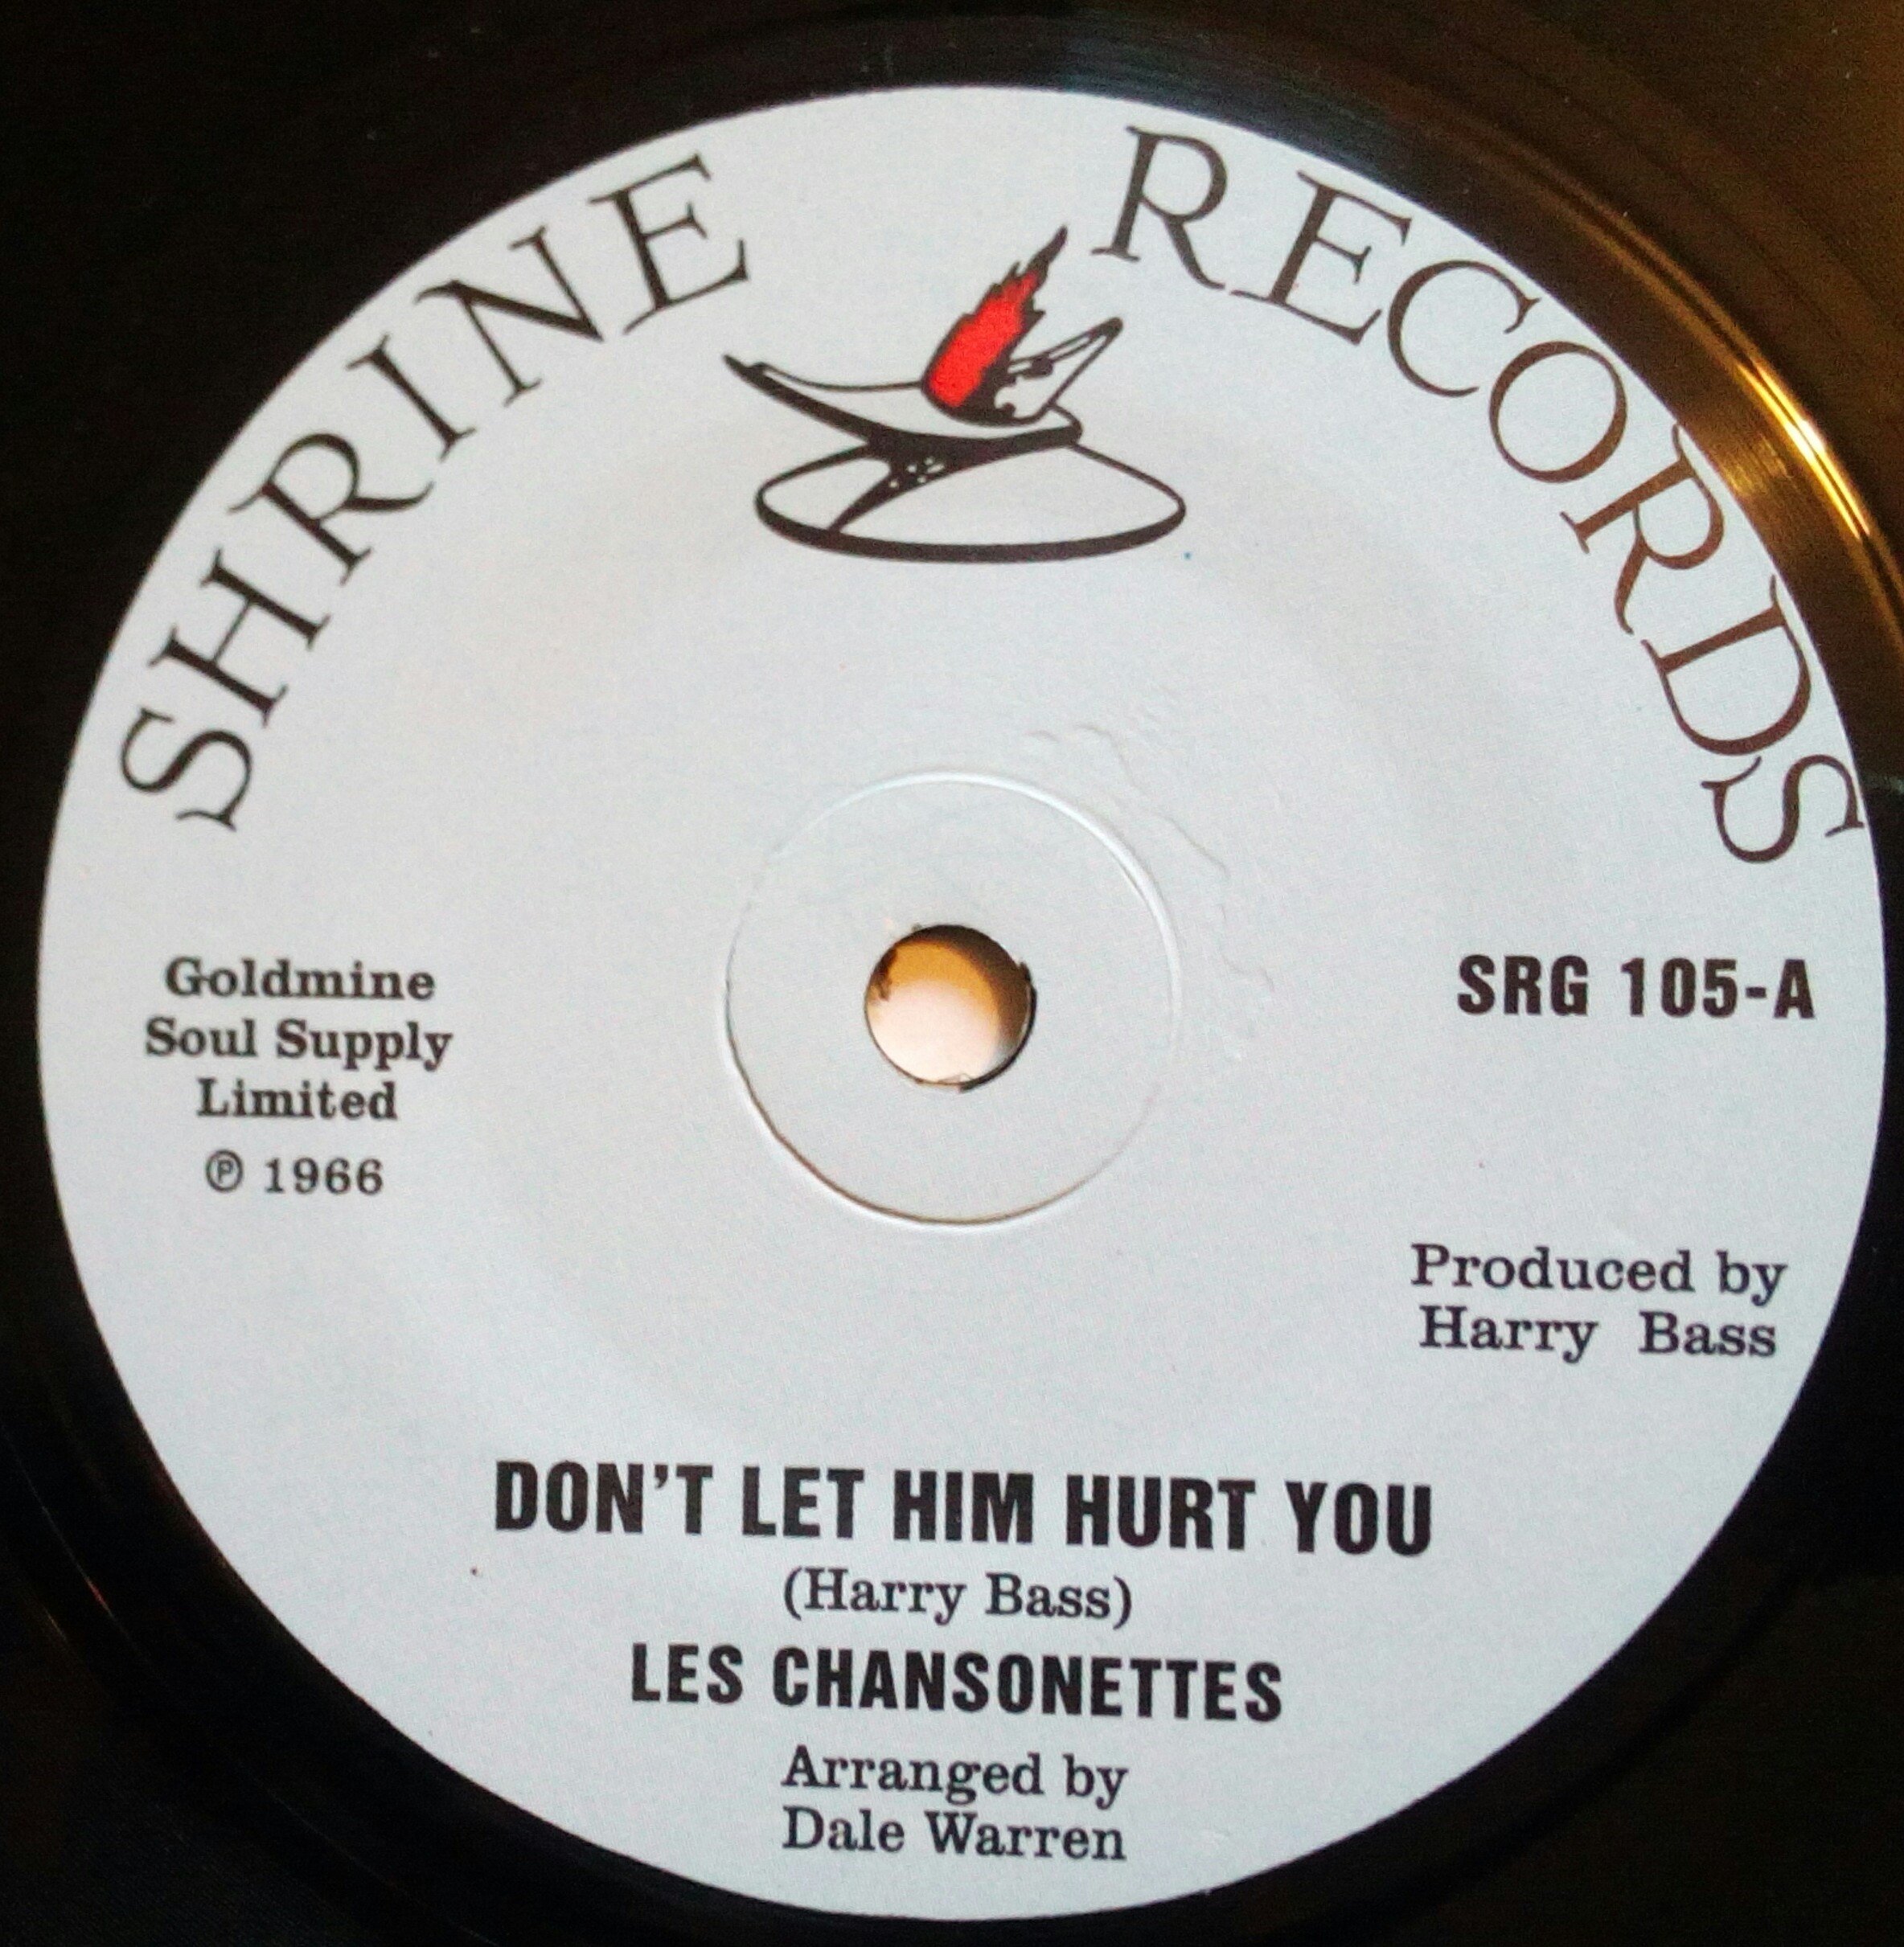 SHRINE RECORDS
Goldmine
Soul Supply
Limited
℗ 1966
SRG 105-A
Produced by
Harry Bass
DON'T LET HIM HURT YOU
(Harry Bass)
LES CHANSONETTES
Arranged by
Dale Warren